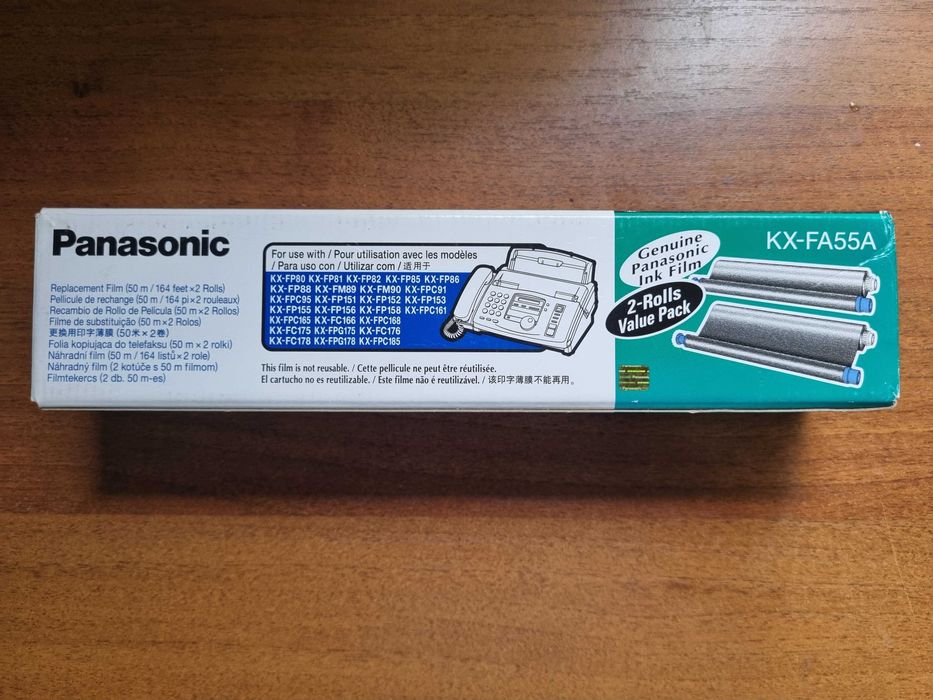 Panasonic
Replacement Film (50 m / 164 feet × 2 Rolls)
Pellicule de rechange (50 m / 164 pi × 2 rouleaux)
Recambio de Rollo de Película (50 m × 2 Rollos)
Filme de substituição (50 m × 2 Rolos)
更換用印字薄膜 (50米 × 2卷)
Folia kopiująca do telefaksu (50 m × 2 rolki)
Náhradní film (50 m / 164 listů × 2 role)
Náhradný film (2 kotúče s 50 m filmom)
Filmtekercs (2 db. 50 m-es)
For use with / Pour utilisation avec les modèles
/ Para uso con / Utilizar com / 适用于
KX-FP80 KX-FP81 KX-FP82 KX-FP85 KX-FP86
KX-FP88 KX-FM89 KX-FM90 KX-FPC91
KX-FPC95 KX-FP151 KX-FP152 KX-FP153
KX-FP155 KX-FP156 KX-FP158 KX-FPC161
KX-FPC165 KX-FC166 KX-FPC168
KX-FC175 KX-FPG175 KX-FC176
KX-FC178 KX-FPG178 KX-FPC185
This film is not reusable. / Cette pellicule ne peut être réutilisée.
El cartucho no es reutilizable. / Este filme não é reutilizável. / 该印字薄膜不能再用。
Genuine
Panasonic
Ink Film
2-Rolls
Value Pack
KX-FA55A